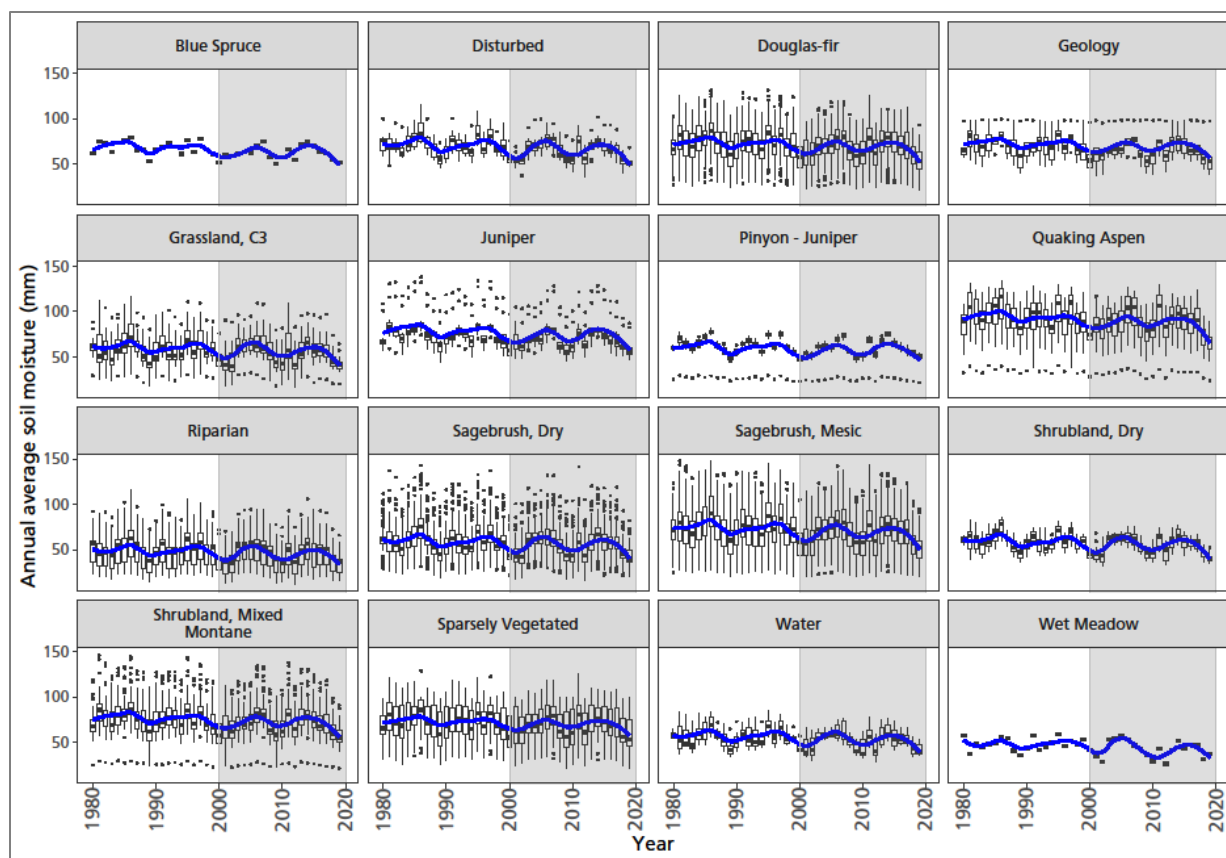 Blue Spruce
Disturbed
Douglas-fir
Geology
150
100
50
Grassland, C3
Juniper
Pinyon - Juniper
Quaking Aspen
150
100
50
Riparian
Sagebrush, Dry
Sagebrush, Mesic
Shrubland, Dry
150
100
50
Shrubland, Mixed
Montane
Sparsely Vegetated
Water
Wet Meadow
150
100
50
Annual average soil moisture (mm)
1980 1990 2000 2010 2020
1980 1990 2000 2010 2020
1980 1990 2000 2010 2020
1980 1990 2000 2010 2020
Year